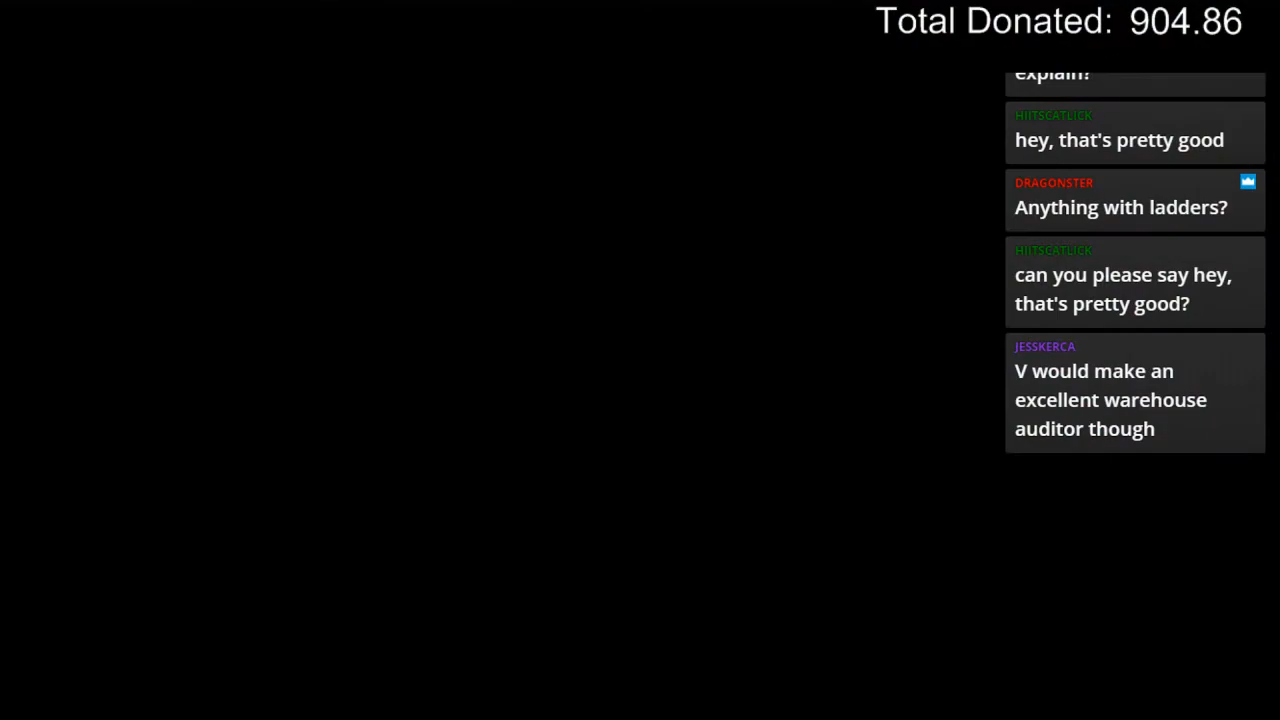 Total Donated: 904.86
explain?
HIITSCATLICK
hey, that's pretty good
DRAGONSTER
Anything with ladders?
HIITSCATLICK
can you please say hey,
that's pretty good?
JESSKERCA
V would make an
excellent warehouse
auditor though